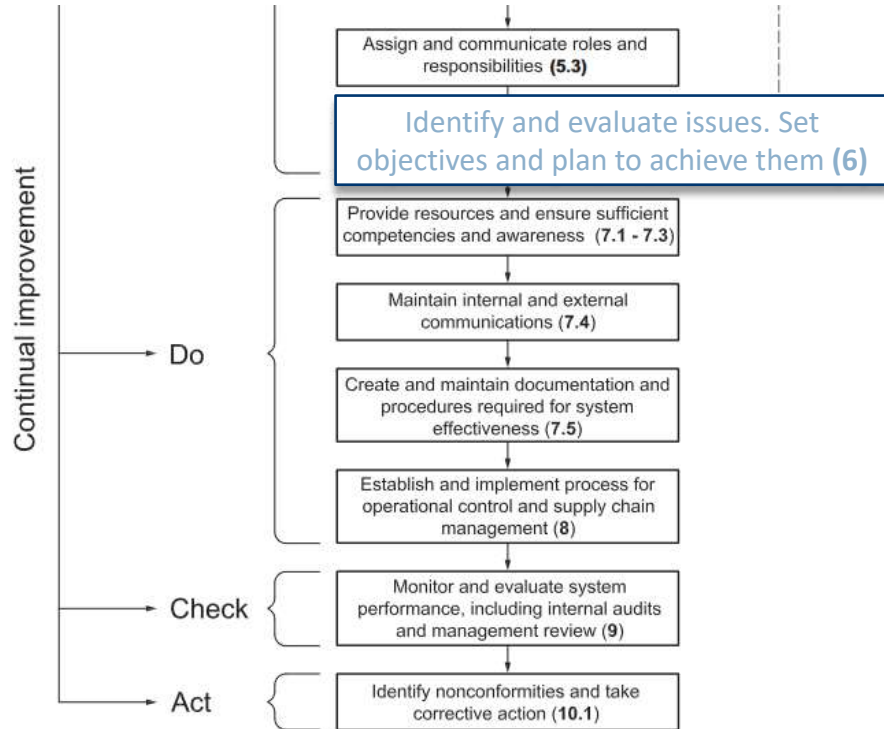 Assign and communicate roles and
responsibilities (5.3)
Identify and evaluate issues. Set
objectives and plan to achieve them (6)
Provide resources and ensure sufficient
competencies and awareness (7.1 - 7.3)
Maintain internal and external
communications (7.4)
Create and maintain documentation and
procedures required for system
effectiveness (7.5)
Establish and implement process for
operational control and supply chain
management (8)
Monitor and evaluate system
performance, including internal audits
and management review (9)
Identify nonconformities and take
corrective action (10.1)
Continual improvement
Do
Check
Act